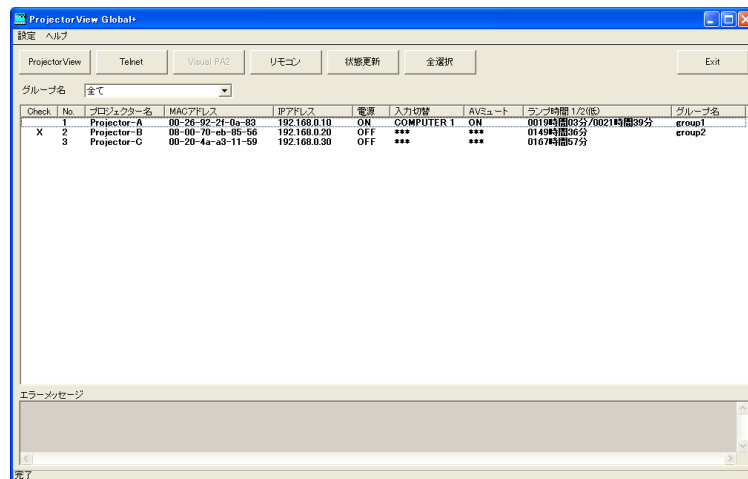 ProjectorView Global+
設定 ヘルプ
ProjectorView Telnet Visual PA2 リモコン 状態更新 全選択 Exit
グループ名 全て
Check No. プロジェクター名 MACアドレス IPアドレス 電源 入力切替 AVミュート ランプ時間 1/2(低) グループ名
1 Projector-A 00-26-92-2f-0a-83 192.168.0.10 ON COMPUTER 1 ON 0019時間03分/0021時間39分 group1
X 2 Projector-B 08-00-70-eb-85-56 192.168.0.20 OFF *** *** 0149時間36分 group2
3 Projector-C 00-20-4a-a3-11-59 192.168.0.30 OFF *** *** 0167時間57分
エラーメッセージ
完了